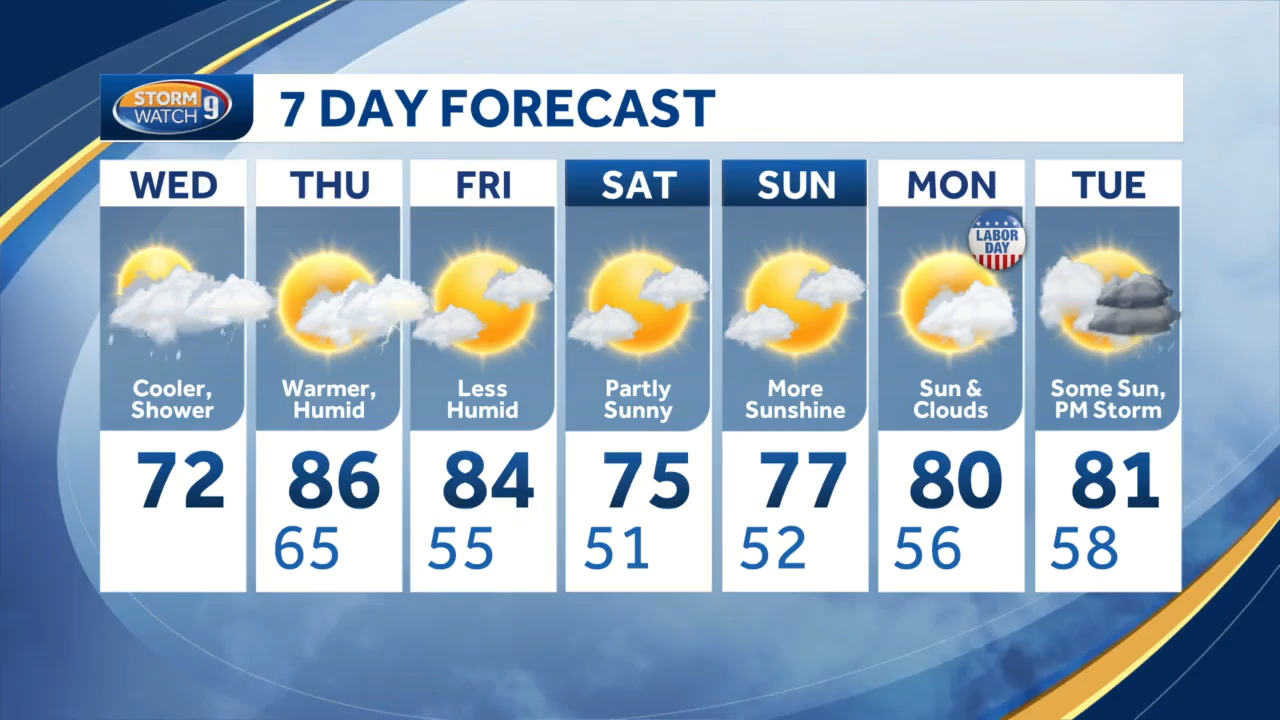 STORM
WATCH 9
7 DAY FORECAST
WED
THU
FRI
SAT
SUN
MON
TUE
LABOR
DAY
Cooler,
Shower
Warmer,
Humid
Less
Humid
Partly
Sunny
More
Sunshine
Sun &
Clouds
Some Sun,
PM Storm
72
86
84
75
77
80
81
65
55
51
52
56
58